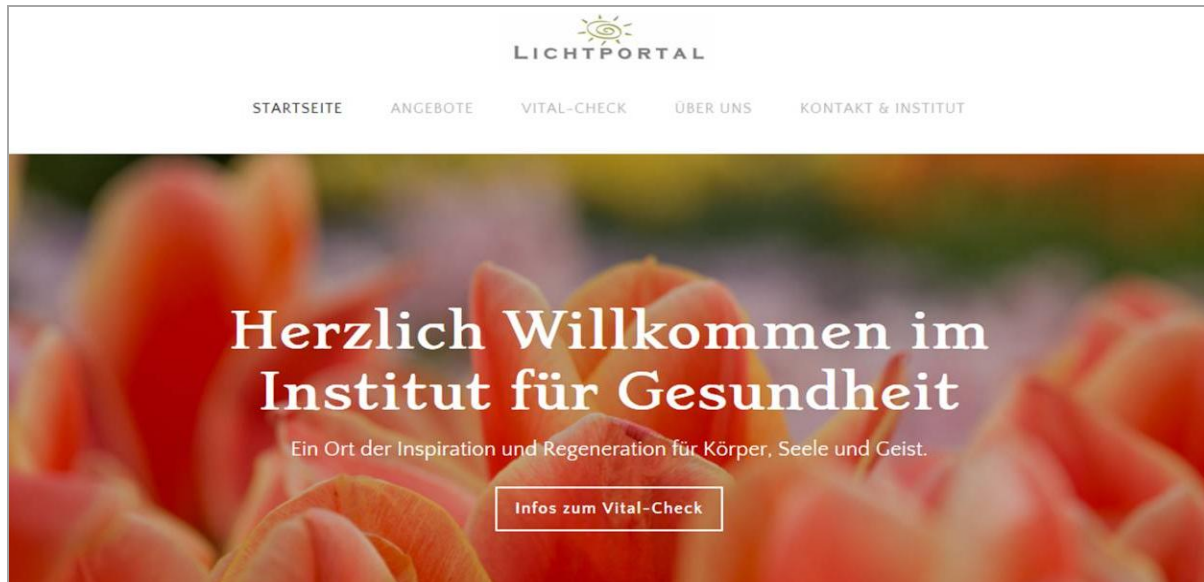 LICHTPORTAL
STARTSEITE ANGEBOTE VITAL-CHECK ÜBER UNS KONTAKT & INSTITUT
Herzlich Willkommen im
Institut für Gesundheit
Ein Ort der Inspiration und Regeneration für Körper, Seele und Geist.
Infos zum Vital-Check